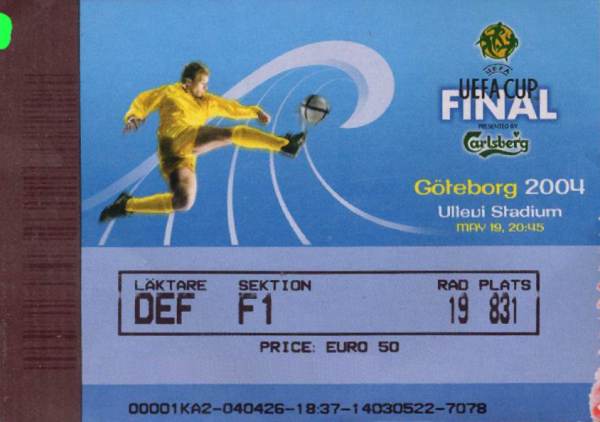 UEFA
UEFA CUP
FINAL
PRESENTED BY
Carlsberg
Göteborg 2004
Ullevi Stadium
MAY 19, 20:45
LÄKTARE SEKTION RAD PLATS
DEF F1 19 831
PRICE: EURO 50
00001KA2-040426-18:37-14030522-7078